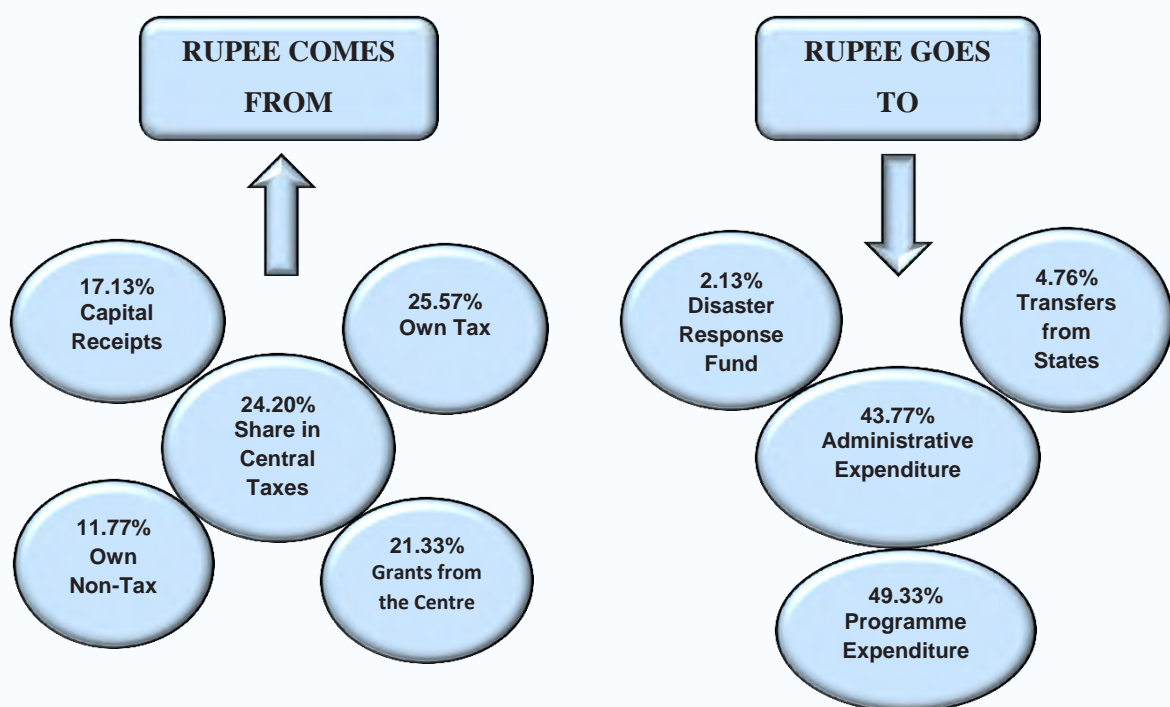 RUPEE COMES
FROM
17.13%
Capital
Receipts
25.57%
Own Tax
24.20%
Share in
Central
Taxes
11.77%
Own
Non-Tax
21.33%
Grants from
the Centre
RUPEE GOES
TO
2.13%
Disaster
Response
Fund
4.76%
Transfers
from
States
43.77%
Administrative
Expenditure
49.33%
Programme
Expenditure